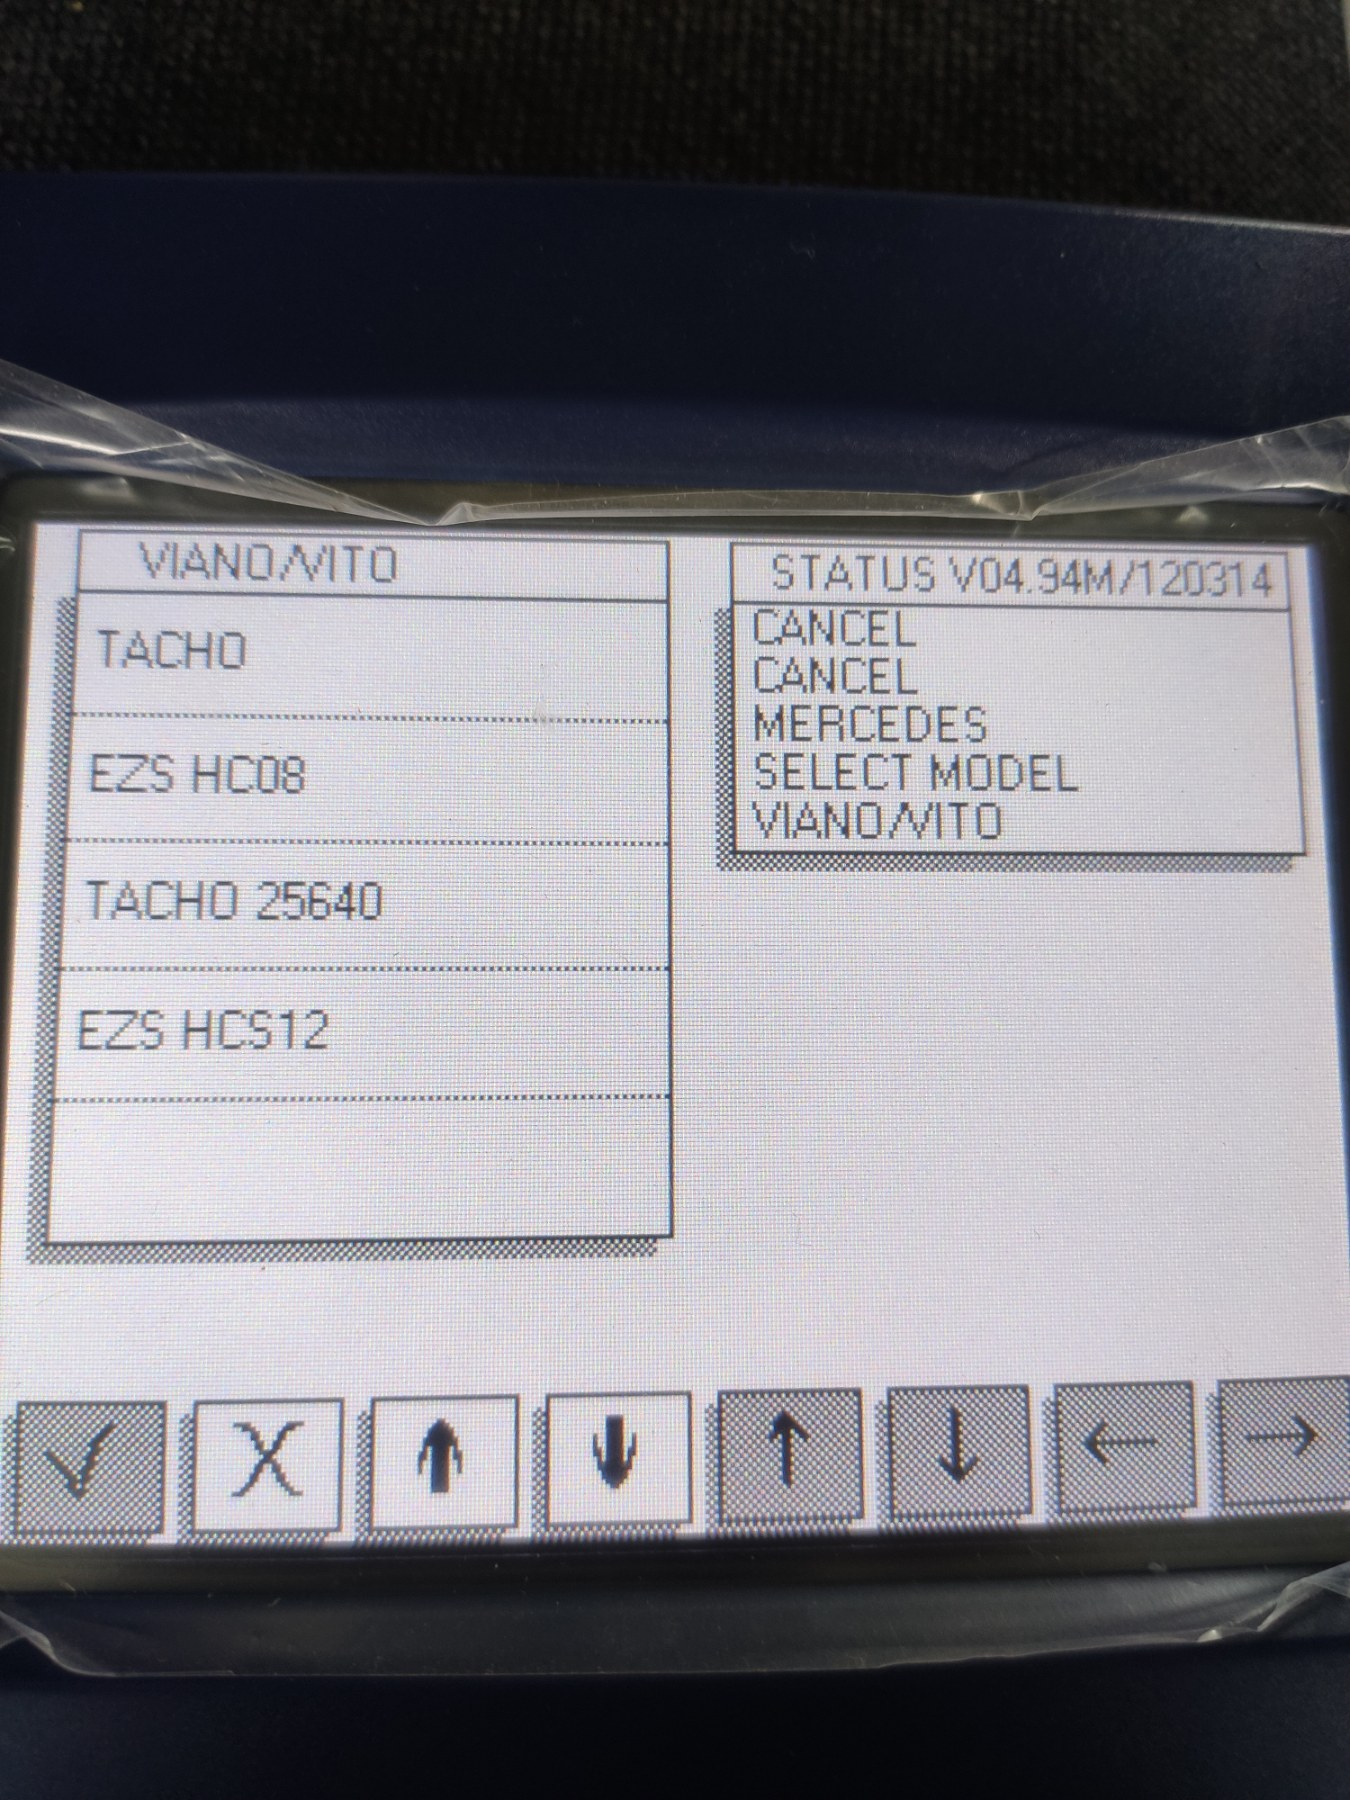 VIANO/VITO
TACHO
EZS HC08
TACHO 25640
EZS HCS12
STATUS V04.94M/120314
CANCEL
CANCEL
MERCEDES
SELECT MODEL
VIANO/VITO